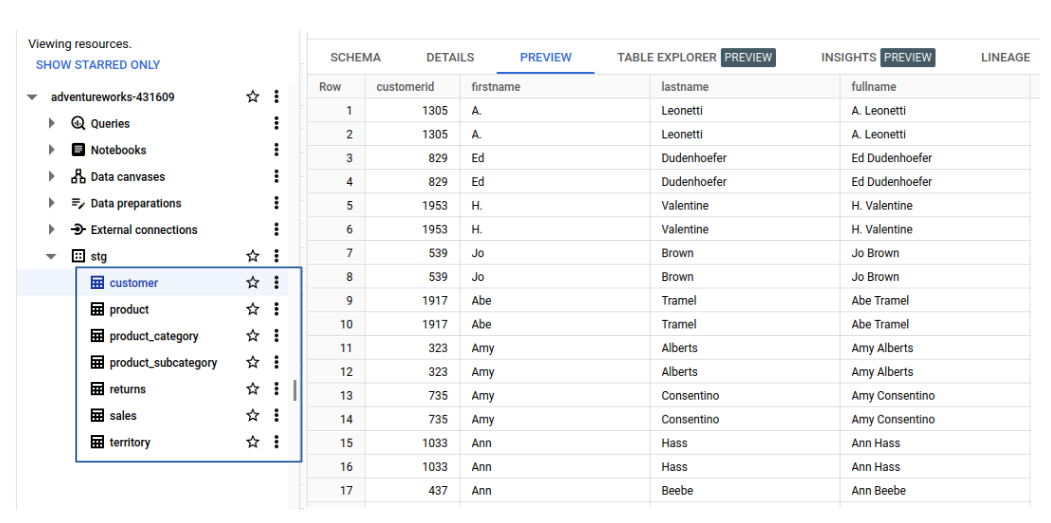 Viewing resources.
SHOW STARRED ONLY
adventureworks-431609
Queries
Notebooks
Data canvases
Data preparations
External connections
stg
customer
product
product_category
product_subcategory
returns
sales
territory
SCHEMA DETAILS PREVIEW TABLE EXPLORER PREVIEW INSIGHTS PREVIEW LINEAGE
Row customerid firstname lastname fullname
1 1305 A. Leonetti A. Leonetti
2 1305 A. Leonetti A. Leonetti
3 829 Ed Dudenhoefer Ed Dudenhoefer
4 829 Ed Dudenhoefer Ed Dudenhoefer
5 1953 H. Valentine H. Valentine
6 1953 H. Valentine H. Valentine
7 539 Jo Brown Jo Brown
8 539 Jo Brown Jo Brown
9 1917 Abe Tramel Abe Tramel
10 1917 Abe Tramel Abe Tramel
11 323 Amy Alberts Amy Alberts
12 323 Amy Alberts Amy Alberts
13 735 Amy Consentino Amy Consentino
14 735 Amy Consentino Amy Consentino
15 1033 Ann Hass Ann Hass
16 1033 Ann Hass Ann Hass
17 437 Ann Beebe Ann Beebe